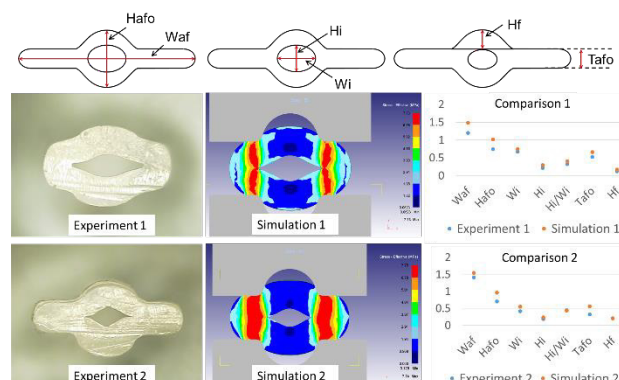 Hafo
Waf
Hi
Wi
Hf
Tafo
Experiment 1
Simulation 1
Comparison 1
2
1.5
1
0.5
0
Waf
Hafo
Wi
Hi
Hi/Wi
Tafo
Hf
Experiment 1
Simulation 1
Experiment 2
Simulation 2
Comparison 2
2
1.5
1
0.5
0
Waf
Hafo
Wi
Hi
Hi/Wi
Tafo
Hf
Experiment 2
Simulation 2